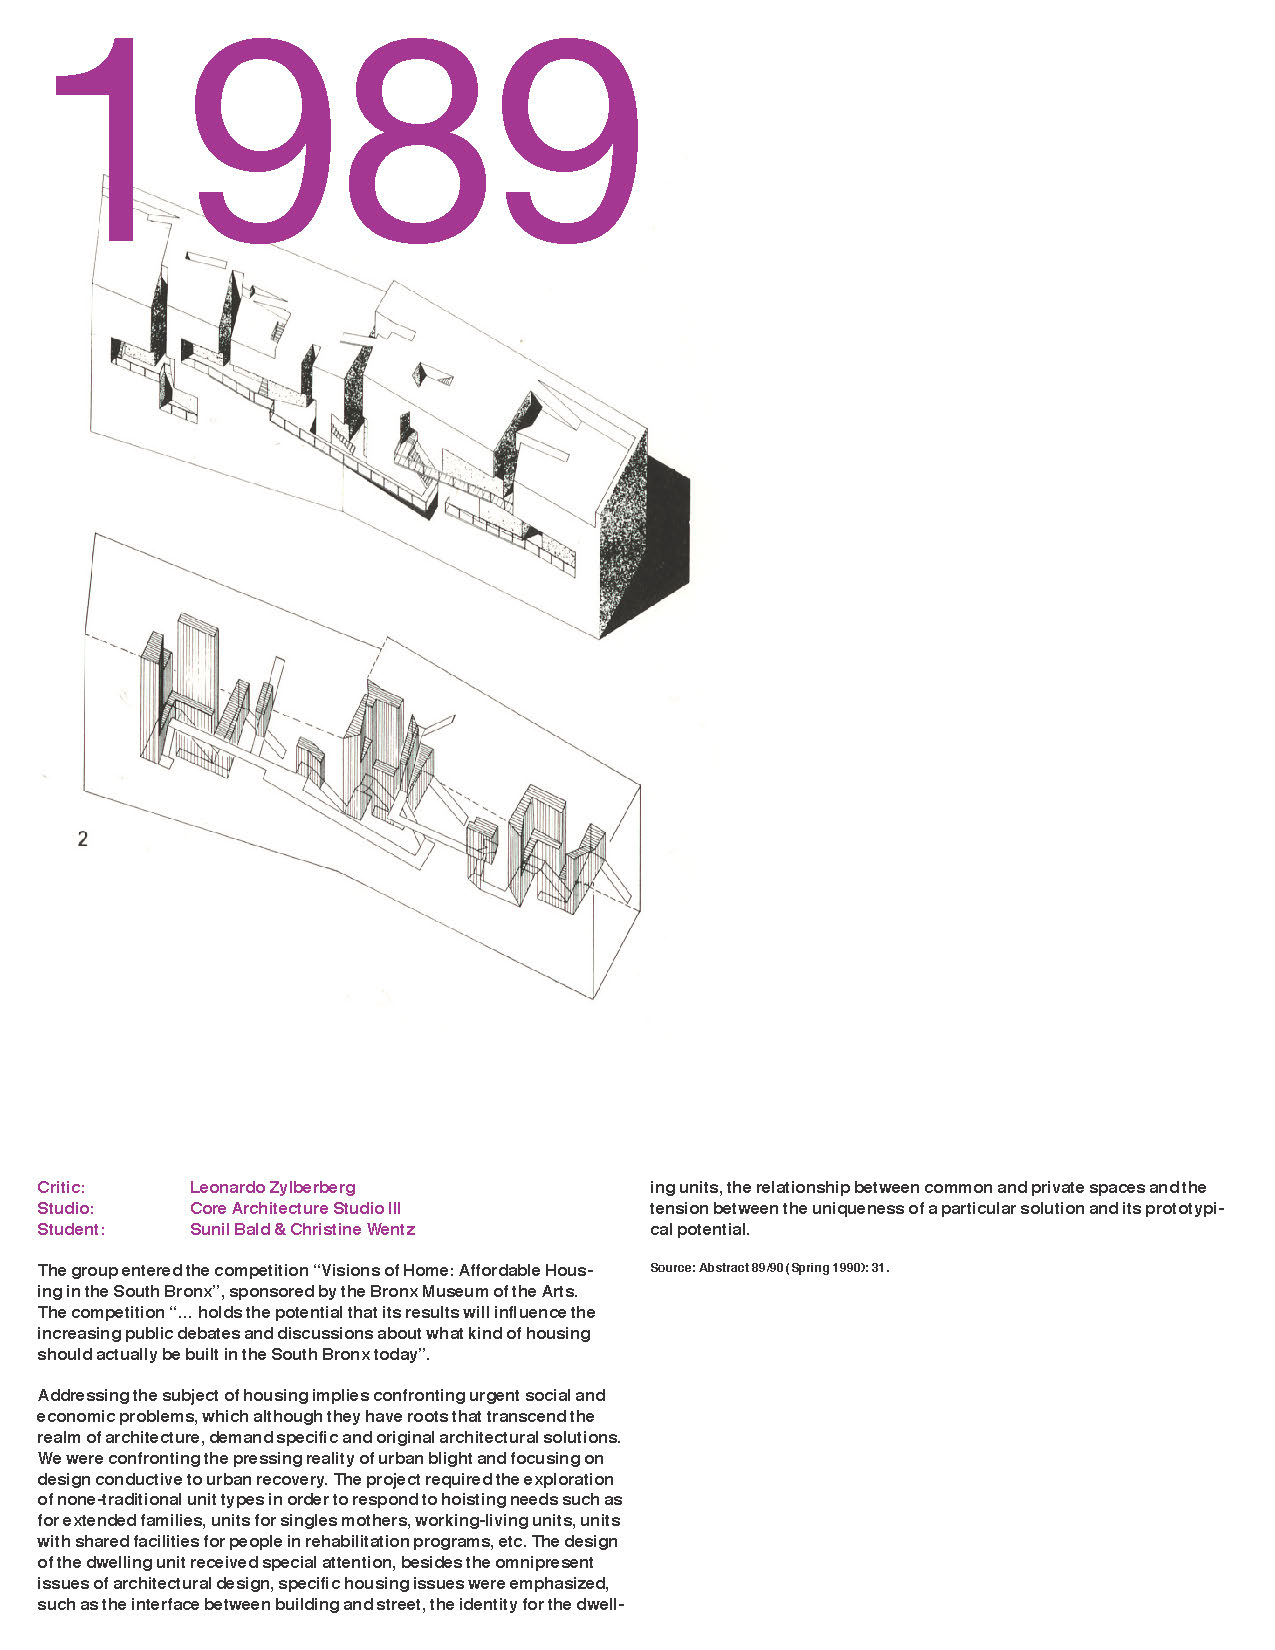 1989
2
Critic: Leonardo Zylberberg
Studio: Core Architecture Studio III
Student: Sunil Bald & Christine Wentz
The group entered the competition “Visions of Home: Affordable Hous-
ing in the South Bronx”, sponsored by the Bronx Museum of the Arts.
The competition “... holds the potential that its results will influence the
increasing public debates and discussions about what kind of housing
should actually be built in the South Bronx today”.
Addressing the subject of housing implies confronting urgent social and
economic problems, which although they have roots that transcend the
realm of architecture, demand specific and original architectural solutions.
We were confronting the pressing reality of urban blight and focusing on
design conductive to urban recovery. The project required the exploration
of none-traditional unit types in order to respond to hoisting needs such as
for extended families, units for singles mothers, working-living units, units
with shared facilities for people in rehabilitation programs, etc. The design
of the dwelling unit received special attention, besides the omnipresent
issues of architectural design, specific housing issues were emphasized,
such as the interface between building and street, the identity for the dwell-
ing units, the relationship between common and private spaces and the
tension between the uniqueness of a particular solution and its prototypi-
cal potential.
Source: Abstract 89/90 (Spring 1990): 31.